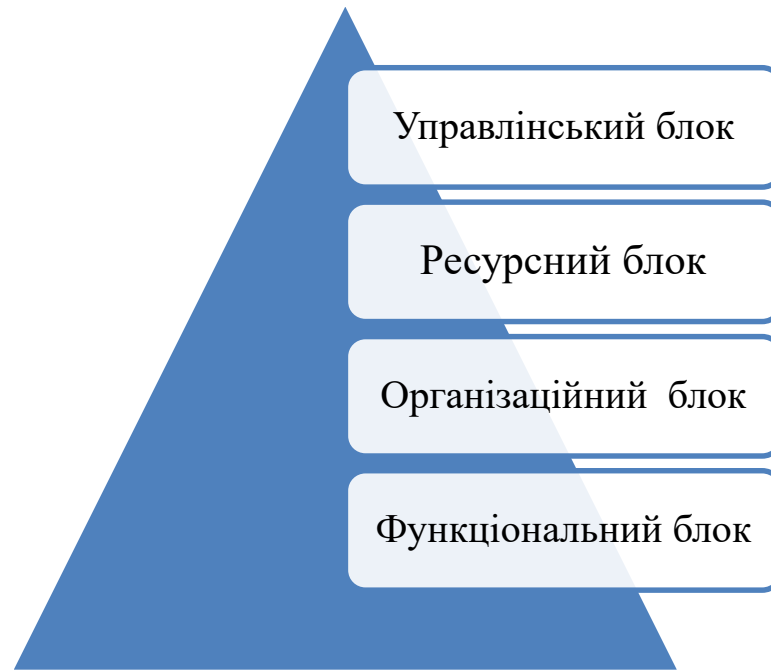 Управлінський блок
Ресурсний блок
Організаційний блок
Функціональний блок